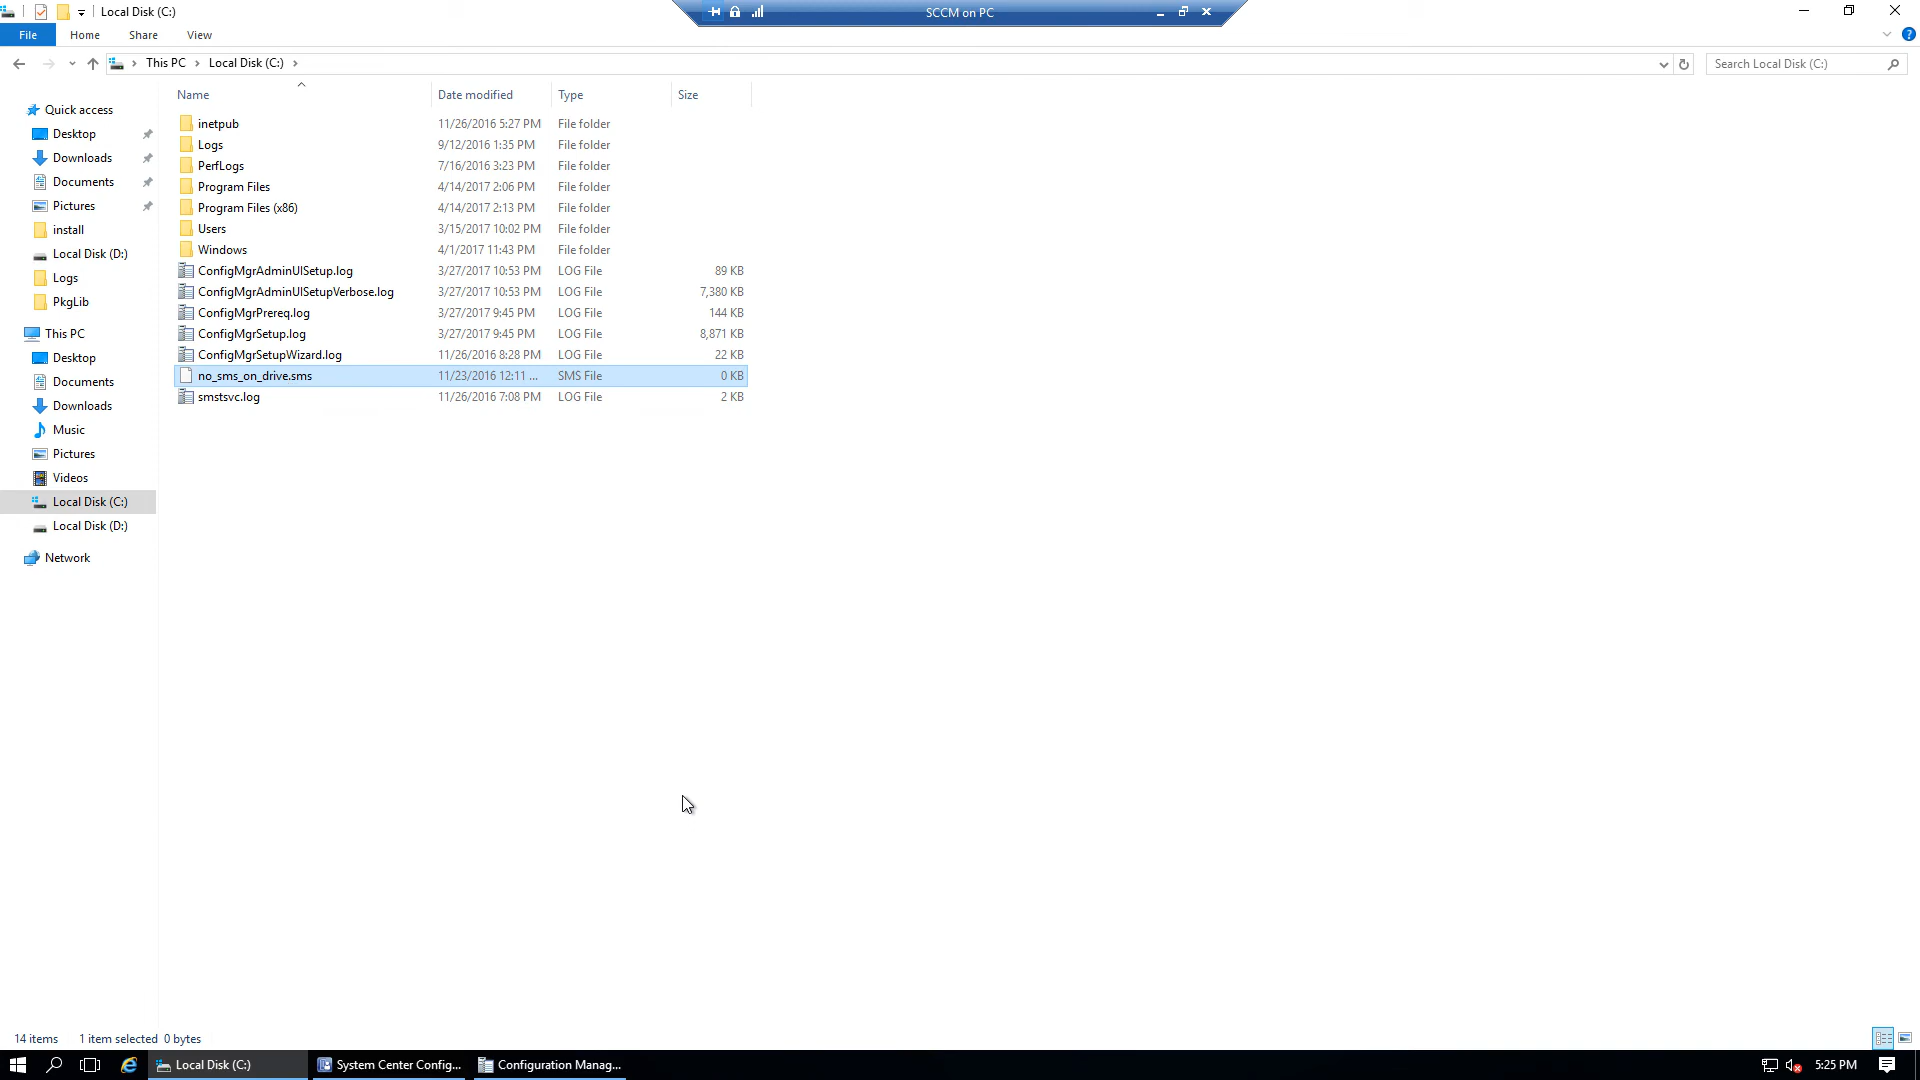 Local Disk (C:)
SCCM on PC
File Home Share View
This PC > Local Disk (C:) >
Search Local Disk (C:)
Name Date modified Type Size
Quick access
Desktop
Downloads
Documents
Pictures
install
Local Disk (D:)
Logs
PkgLib
This PC
Desktop
Documents
Downloads
Music
Pictures
Videos
Local Disk (C:)
Local Disk (D:)
Network
inetpub 11/26/2016 5:27 PM File folder
Logs 9/12/2016 1:35 PM File folder
PerfLogs 7/16/2016 3:23 PM File folder
Program Files 4/14/2017 2:06 PM File folder
Program Files (x86) 4/14/2017 2:13 PM File folder
Users 3/15/2017 10:02 PM File folder
Windows 4/1/2017 11:43 PM File folder
ConfigMgrAdminUISetup.log 3/27/2017 10:53 PM LOG File 89 KB
ConfigMgrAdminUISetupVerbose.log 3/27/2017 10:53 PM LOG File 7,380 KB
ConfigMgrPrereq.log 3/27/2017 9:45 PM LOG File 144 KB
ConfigMgrSetup.log 3/27/2017 9:45 PM LOG File 8,871 KB
ConfigMgrSetupWizard.log 11/26/2016 8:28 PM LOG File 22 KB
no_sms_on_drive.sms 11/23/2016 12:11 ... SMS File 0 KB
smstsvc.log 11/26/2016 7:08 PM LOG File 2 KB
14 items 1 item selected 0 bytes
Local Disk (C:) System Center Config... Configuration Manag... 5:25 PM